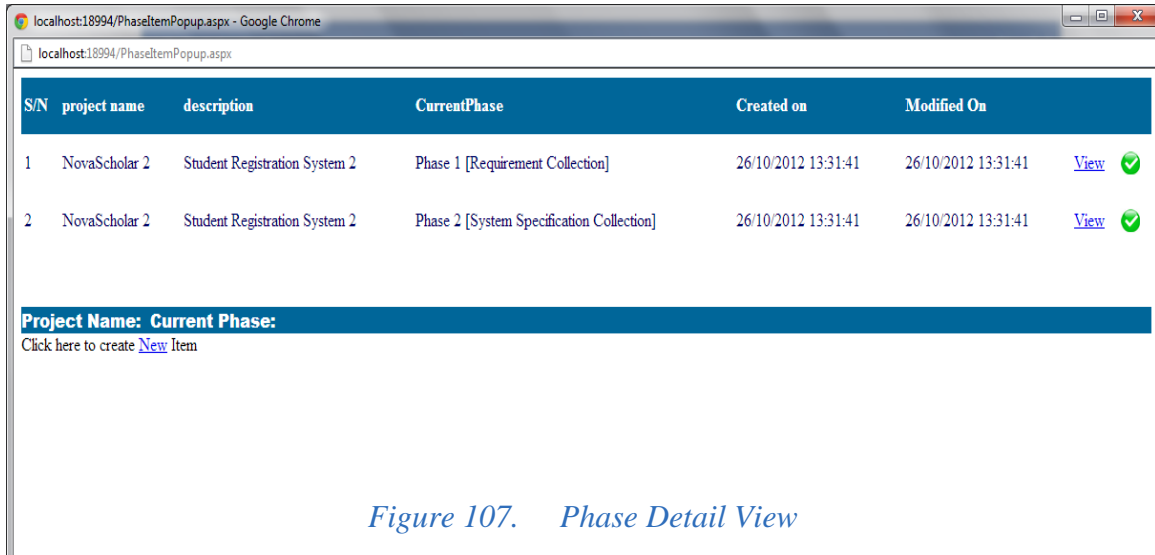 localhost:18994/PhaseItemPopup.aspx - Google Chrome
localhost:18994/PhaseItemPopup.aspx
S/N project name description CurrentPhase Created on Modified On
1 NovaScholar 2 Student Registration System 2 Phase 1 [Requirement Collection] 26/10/2012 13:31:41 26/10/2012 13:31:41 View
2 NovaScholar 2 Student Registration System 2 Phase 2 [System Specification Collection] 26/10/2012 13:31:41 26/10/2012 13:31:41 View
Project Name: Current Phase:
Click here to create New Item
Figure 107. Phase Detail View